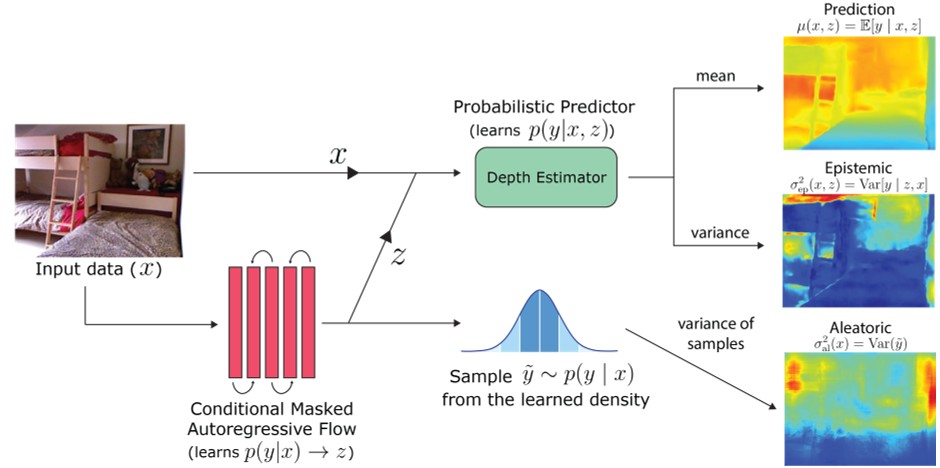 Prediction
μ(x, z) = 𝔼[y | x, z]
mean
Probabilistic Predictor
(learns p(y|x, z))
x
Depth Estimator
Epistemic
σ²ₑₚ(x, z) = Var[y | z, x]
variance
Input data (x)
z
variance of
samples
Aleatoric
σ²ₐₗ(x) = Var(ỹ)
Sample ỹ ∼ p(y | x)
from the learned density
Conditional Masked
Autoregressive Flow
(learns p(y|x) → z)